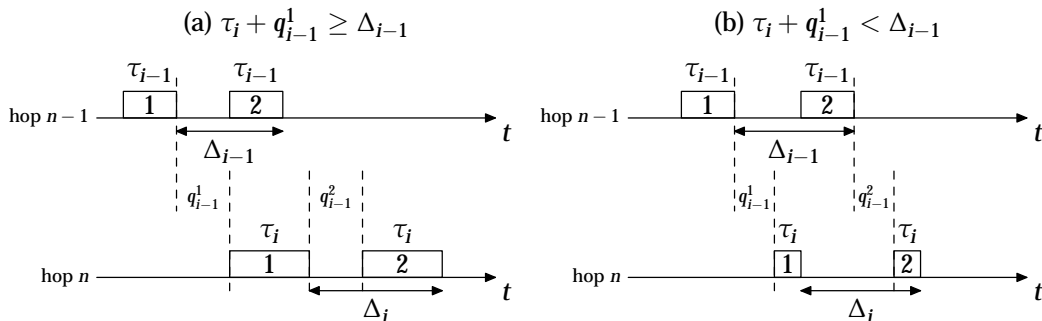 (a) τ_i + q^1_{i−1} ≥ Δ_{i−1}
τ_{i−1} τ_{i−1}
hop n − 1 1 2 t
Δ_{i−1}
q^1_{i−1} q^2_{i−1}
τ_i τ_i
hop n 1 2 t
Δ_i
(b) τ_i + q^1_{i−1} < Δ_{i−1}
τ_{i−1} τ_{i−1}
hop n − 1 1 2 t
Δ_{i−1}
q^1_{i−1} q^2_{i−1}
τ_i τ_i
hop n 1 2 t
Δ_i